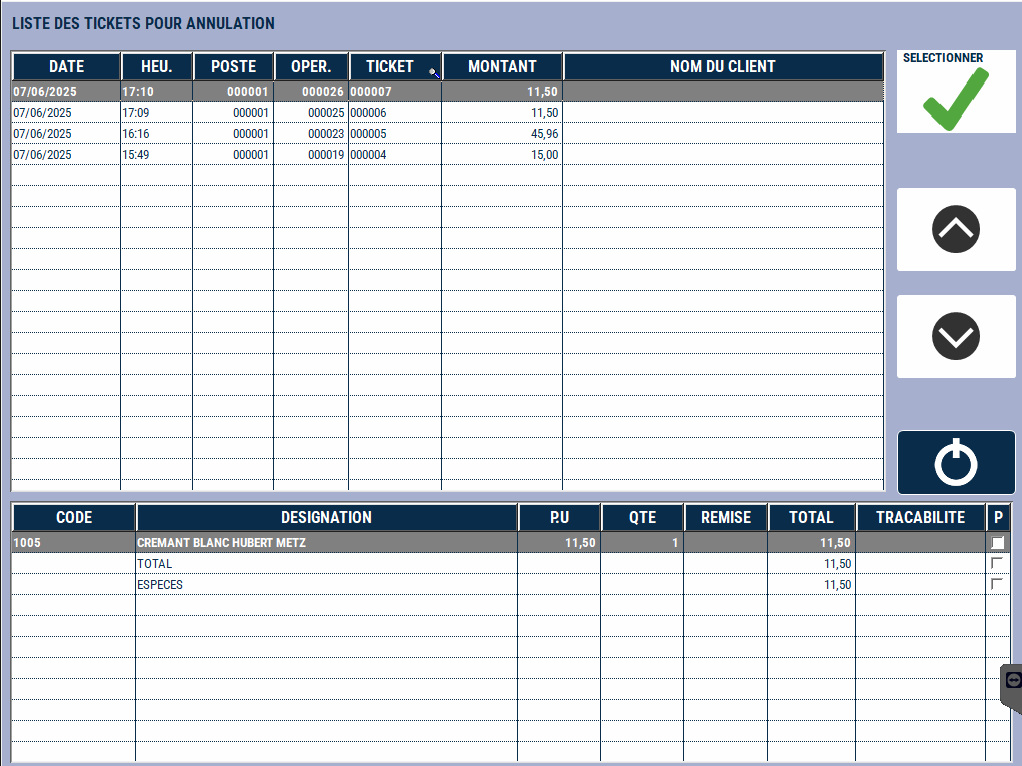 LISTE DES TICKETS POUR ANNULATION
SELECTIONNER
DATE HEU. POSTE OPER. TICKET MONTANT NOM DU CLIENT
07/06/2025 17:10 000001 000026 000007 11,50
07/06/2025 17:09 000001 000025 000006 11,50
07/06/2025 16:16 000001 000023 000005 45,96
07/06/2025 15:49 000001 000019 000004 15,00
CODE DESIGNATION P.U QTE REMISE TOTAL TRACABILITE P
1005 CREMANT BLANC HUBERT METZ 11,50 1 11,50
TOTAL 11,50
ESPECES 11,50